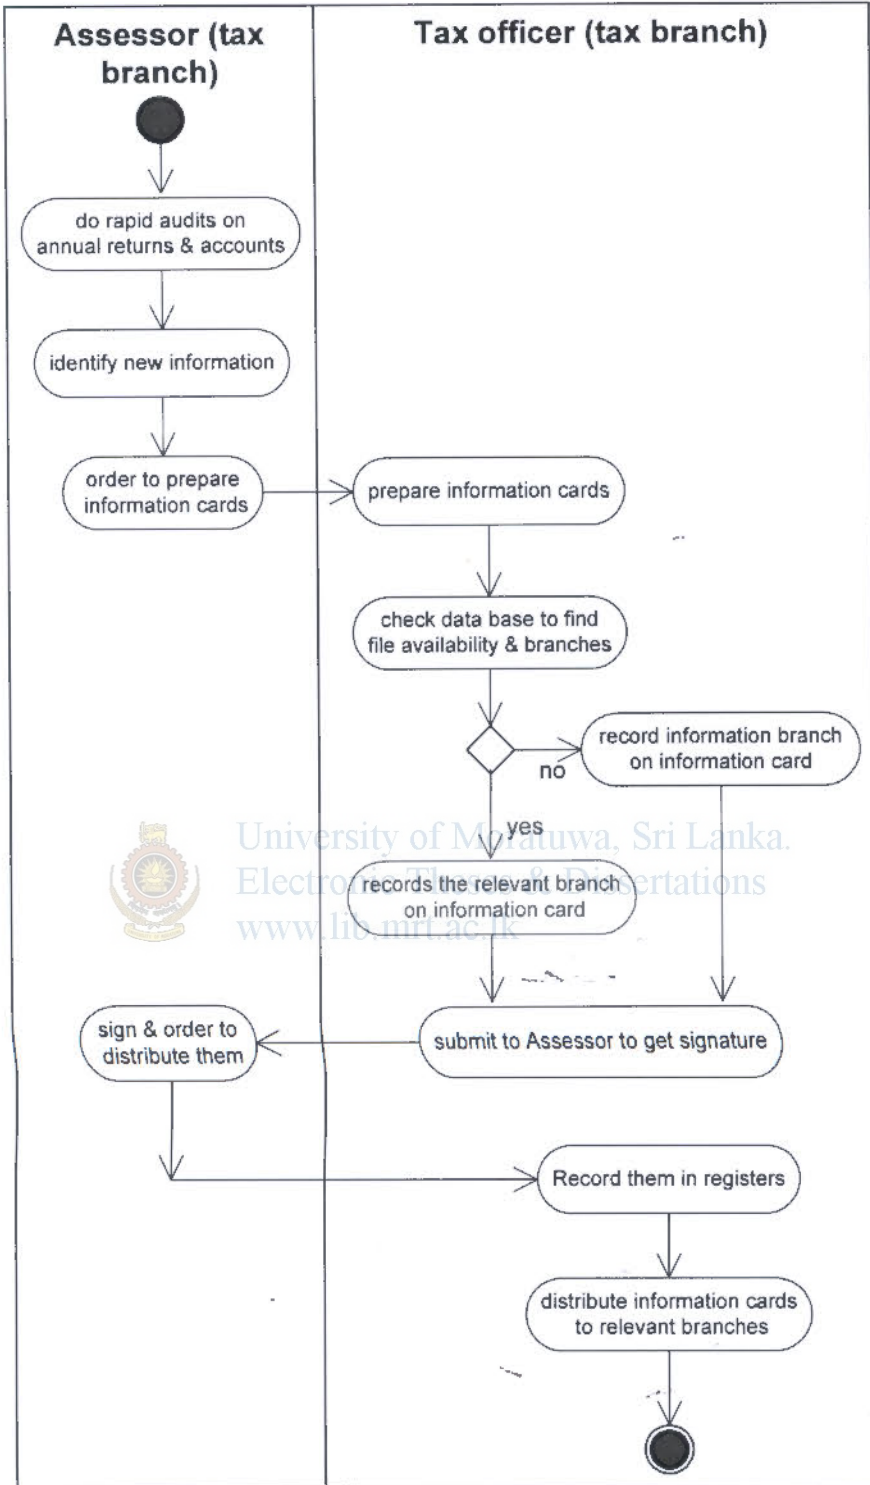 Assessor (tax
branch)
Tax officer (tax branch)
do rapid audits on
annual returns & accounts
identify new information
order to prepare
information cards
prepare information cards
check data base to find
file availability & branches
no
record information branch
on information card
yes
University of Moratuwa, Sri Lanka.
Electronic Theses & Dissertations
www.lib.mrt.ac.lk
records the relevant branch
on information card
submit to Assessor to get signature
sign & order to
distribute them
Record them in registers
distribute information cards
to relevant branches